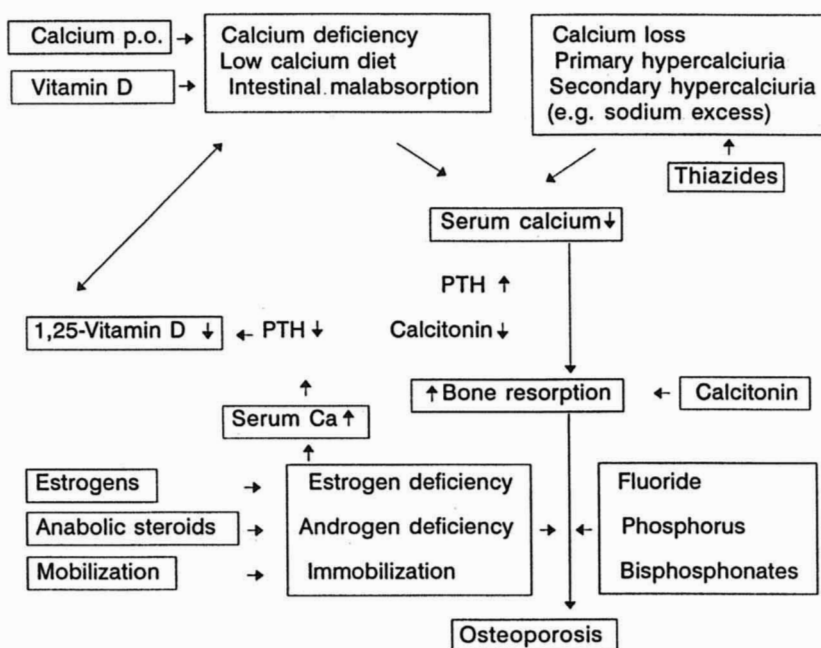 Calcium p.o.
Vitamin D
Calcium deficiency
Low calcium diet
Intestinal malabsorption
Calcium loss
Primary hypercalciuria
Secondary hypercalciuria
(e.g. sodium excess)
Thiazides
Serum calcium ↓
PTH ↑
Calcitonin ↓
1,25-Vitamin D ↓
PTH ↓
↑ Bone resorption
Calcitonin
Serum Ca ↑
Estrogens
Anabolic steroids
Mobilization
Estrogen deficiency
Androgen deficiency
Immobilization
Fluoride
Phosphorus
Bisphosphonates
Osteoporosis